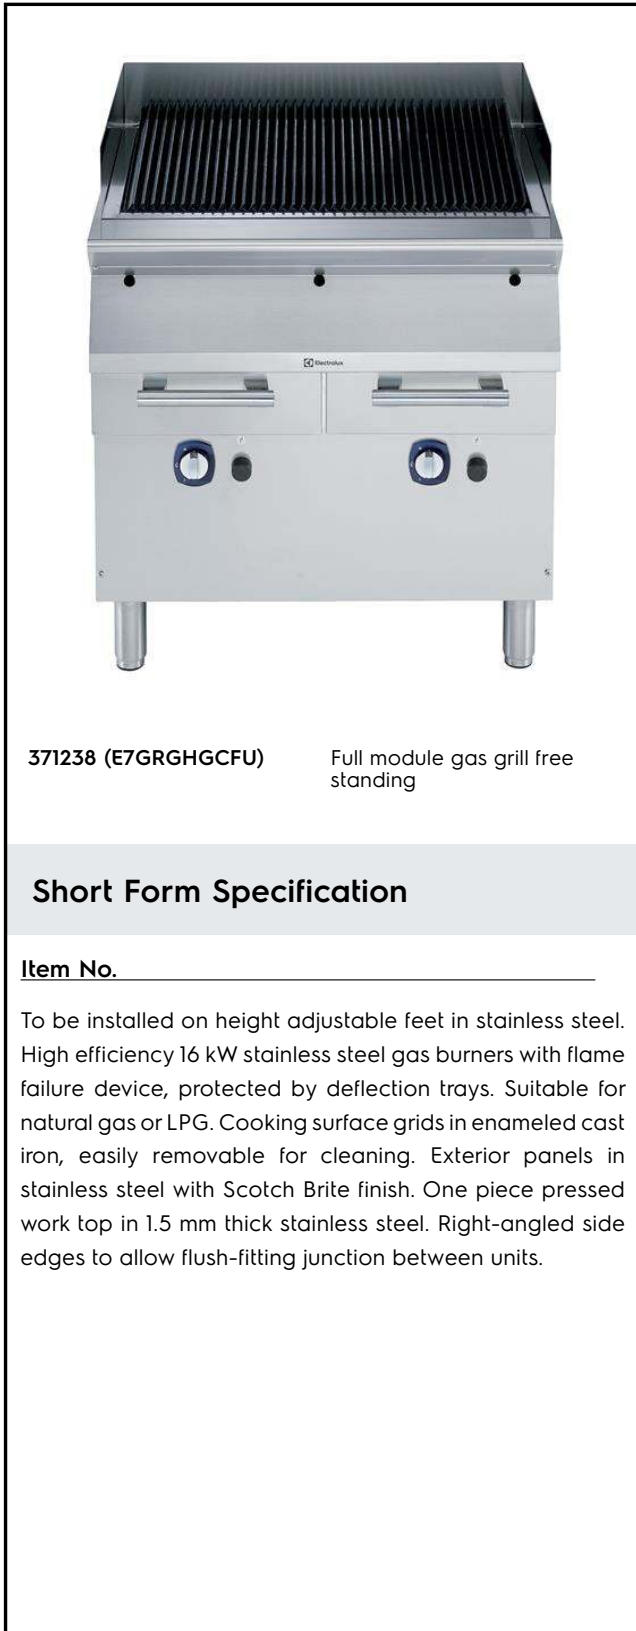 Electrolux
371238 (E7GRGHGCFU)
Full module gas grill free
standing
Short Form Specification
Item No.
To be installed on height adjustable feet in stainless steel.
High efficiency 16 kW stainless steel gas burners with flame
failure device, protected by deflection trays. Suitable for
natural gas or LPG. Cooking surface grids in enameled cast
iron, easily removable for cleaning. Exterior panels in
stainless steel with Scotch Brite finish. One piece pressed
work top in 1.5 mm thick stainless steel. Right-angled side
edges to allow flush-fitting junction between units.